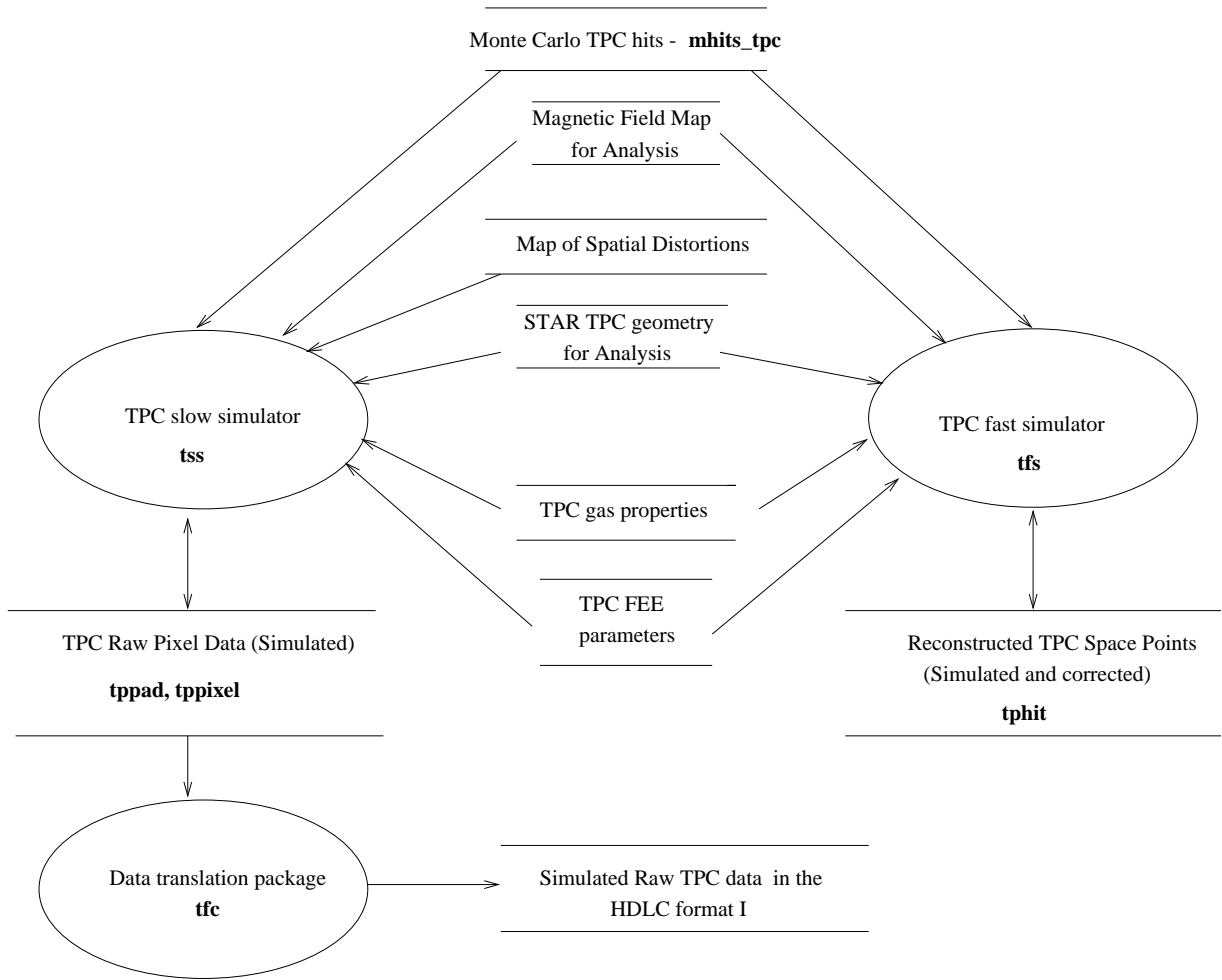 Monte Carlo TPC hits - mhits_tpc
Magnetic Field Map
for Analysis
Map of Spatial Distortions
STAR TPC geometry
for Analysis
TPC slow simulator
tss
TPC fast simulator
tfs
TPC gas properties
TPC FEE
parameters
TPC Raw Pixel Data (Simulated)
tppad, tppixel
Reconstructed TPC Space Points
(Simulated and corrected)
tphit
Data translation package
tfc
Simulated Raw TPC data in the
HDLC format I